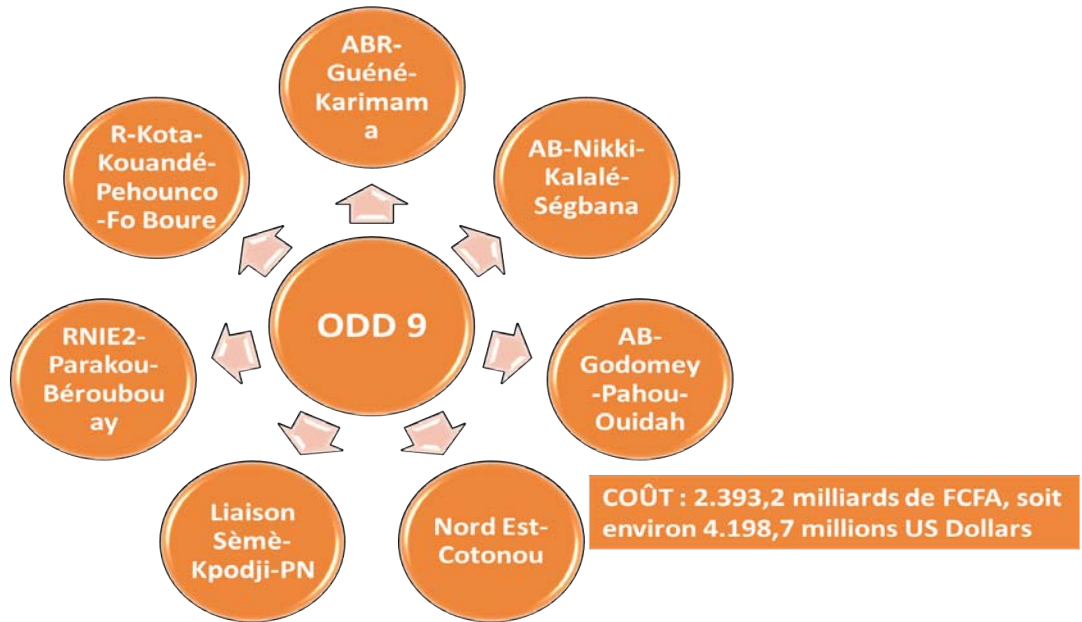 ABR-
Guéné-
Karimam
a
R-Kota-
Kouandé-
Pehounco
-Fo Boure
AB-Nikki-
Kalalé-
Ségbana
ODD 9
RNIE2-
Parakou-
Béroubou
ay
AB-
Godomey
-Pahou-
Ouidah
Liaison
Sèmè-
Kpodji-PN
Nord Est-
Cotonou
COÛT : 2.393,2 milliards de FCFA, soit
environ 4.198,7 millions US Dollars